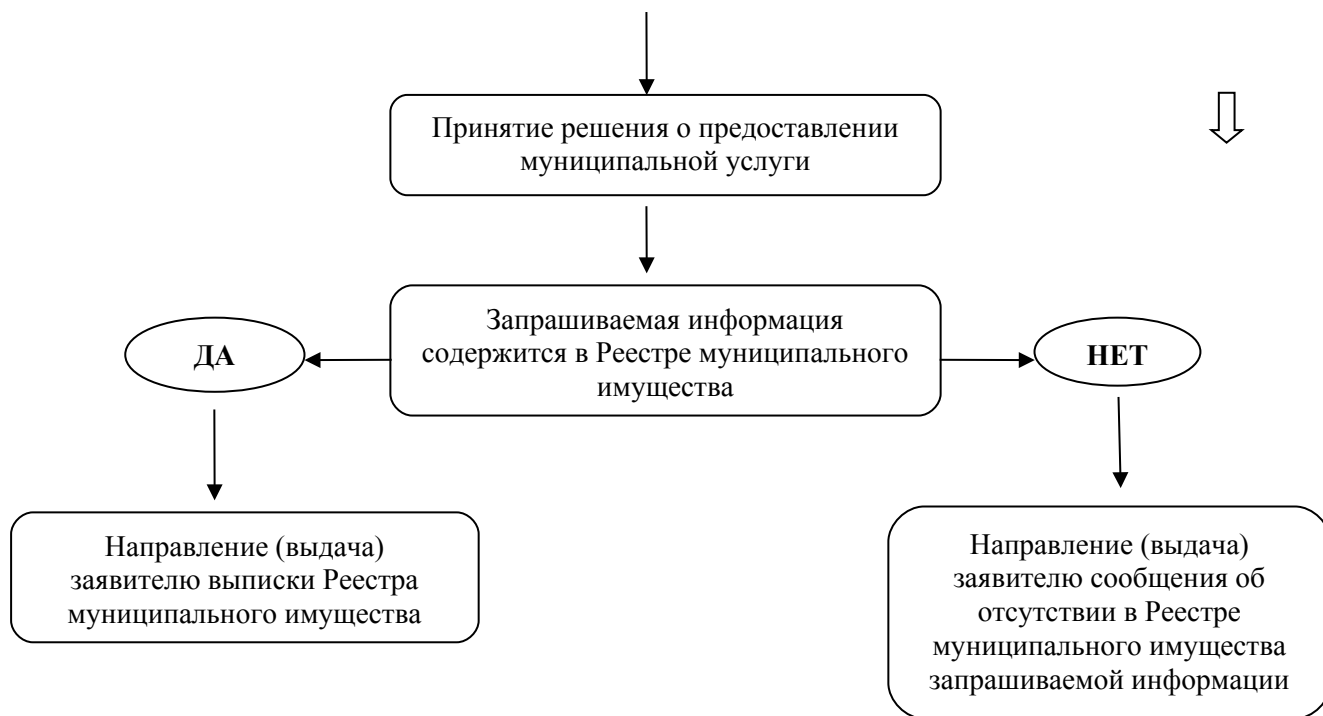 Принятие решения о предоставлении
муниципальной услуги
Запрашиваемая информация
содержится в Реестре муниципального
имущества
ДА
НЕТ
Направление (выдача)
заявителю выписки Реестра
муниципального имущества
Направление (выдача)
заявителю сообщения об
отсутствии в Реестре
муниципального имущества
запрашиваемой информации